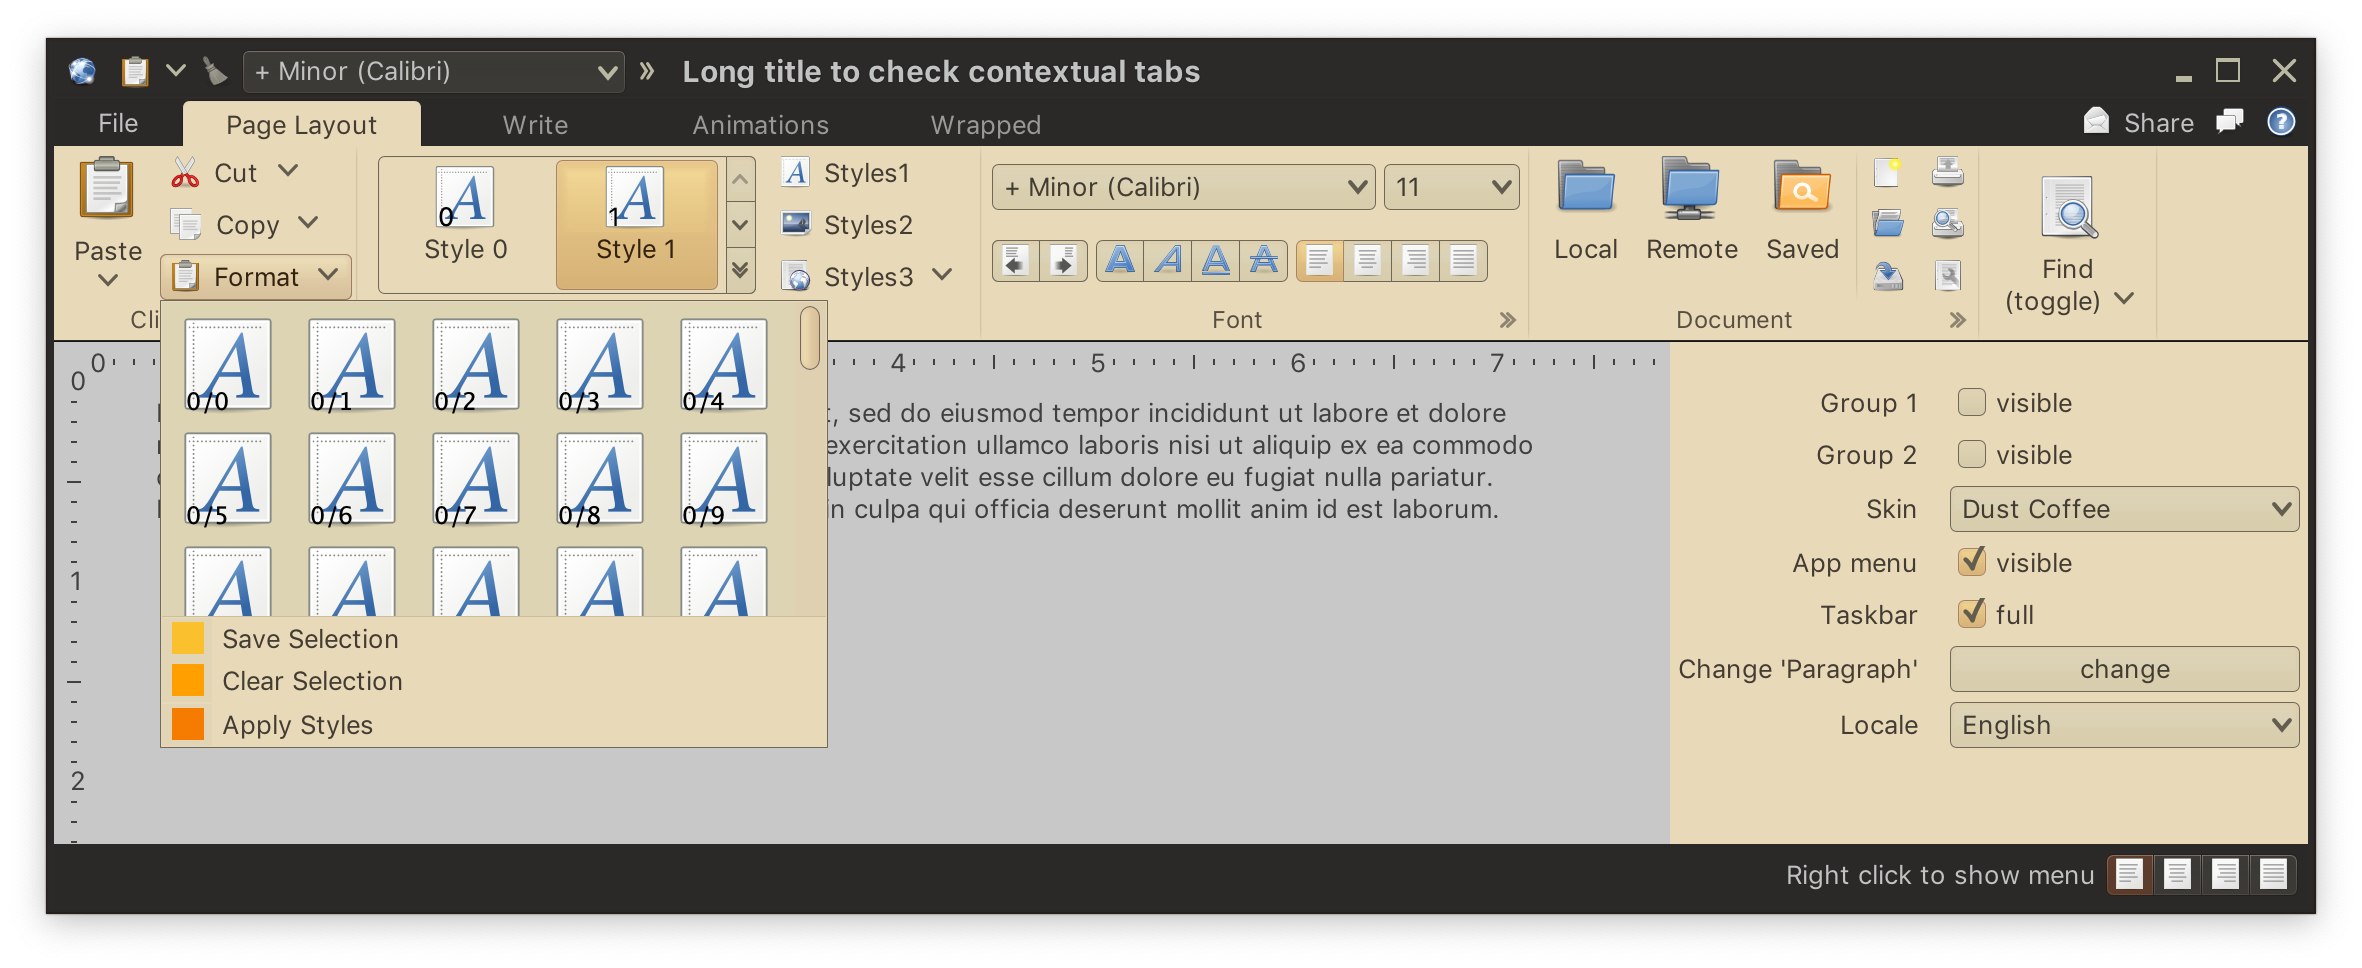 + Minor (Calibri)
Long title to check contextual tabs
File
Page Layout
Write
Animations
Wrapped
Share
Paste
Cut
Copy
Format
0
Style 0
1
Style 1
Styles1
Styles2
Styles3
+ Minor (Calibri)
11
Font
Local
Remote
Saved
Document
Find
(toggle)
0/0
0/1
0/2
0/3
0/4
0/5
0/6
0/7
0/8
0/9
Save Selection
Clear Selection
Apply Styles
0
4
5
6
7
0
1
2
sed do eiusmod tempor incididunt ut labore et dolore
exercitation ullamco laboris nisi ut aliquip ex ea commodo
velit esse cillum dolore eu fugiat nulla pariatur.
culpa qui officia deserunt mollit anim id est laborum.
Group 1
visible
Group 2
visible
Skin
Dust Coffee
App menu
visible
Taskbar
full
Change 'Paragraph'
change
Locale
English
Right click to show menu